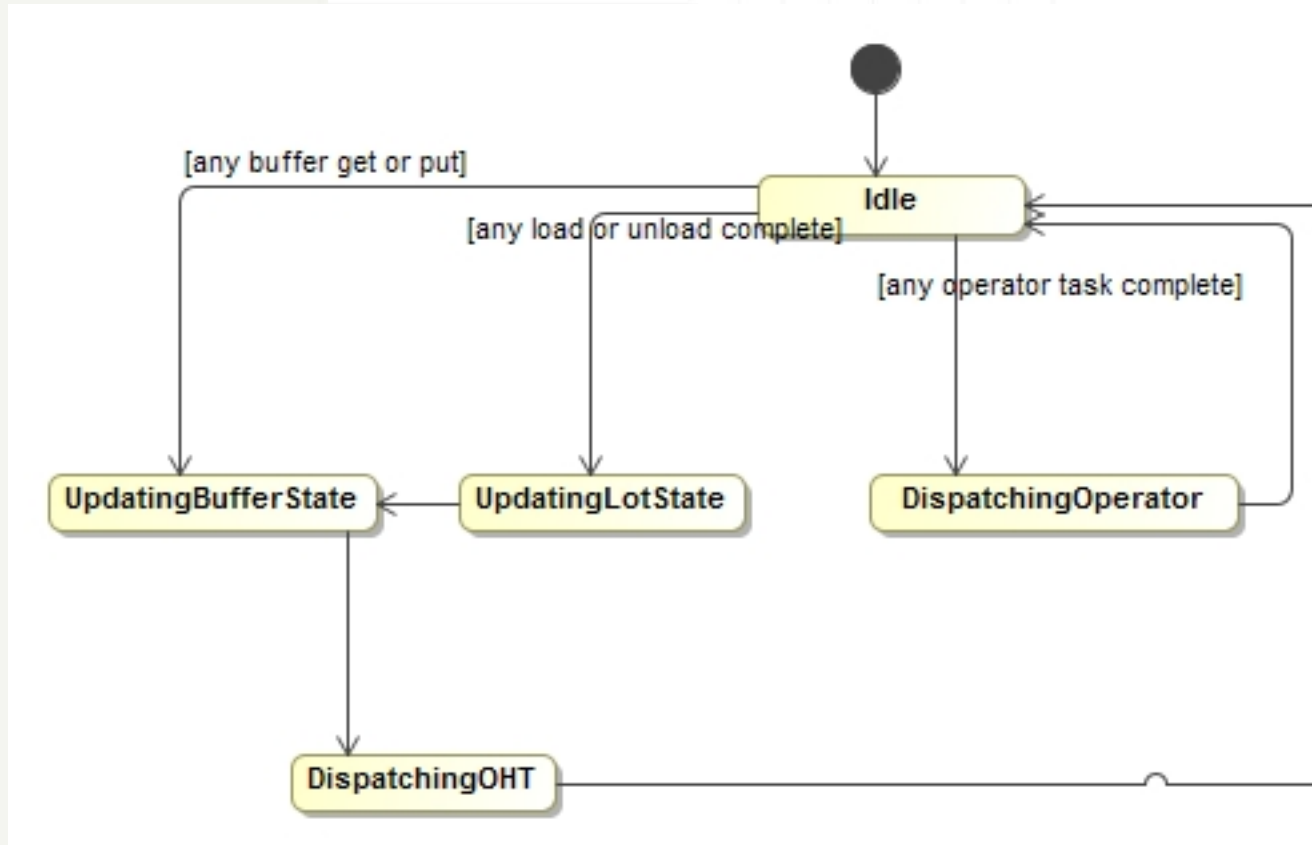 [any buffer get or put]
Idle
[any load or unload complete]
[any operator task complete]
UpdatingBufferState
UpdatingLotState
DispatchingOperator
DispatchingOHT